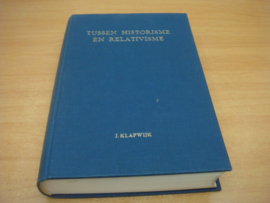 TUSSEN HISTORISME
EN RELATIVISME
J. KLAPWIJK